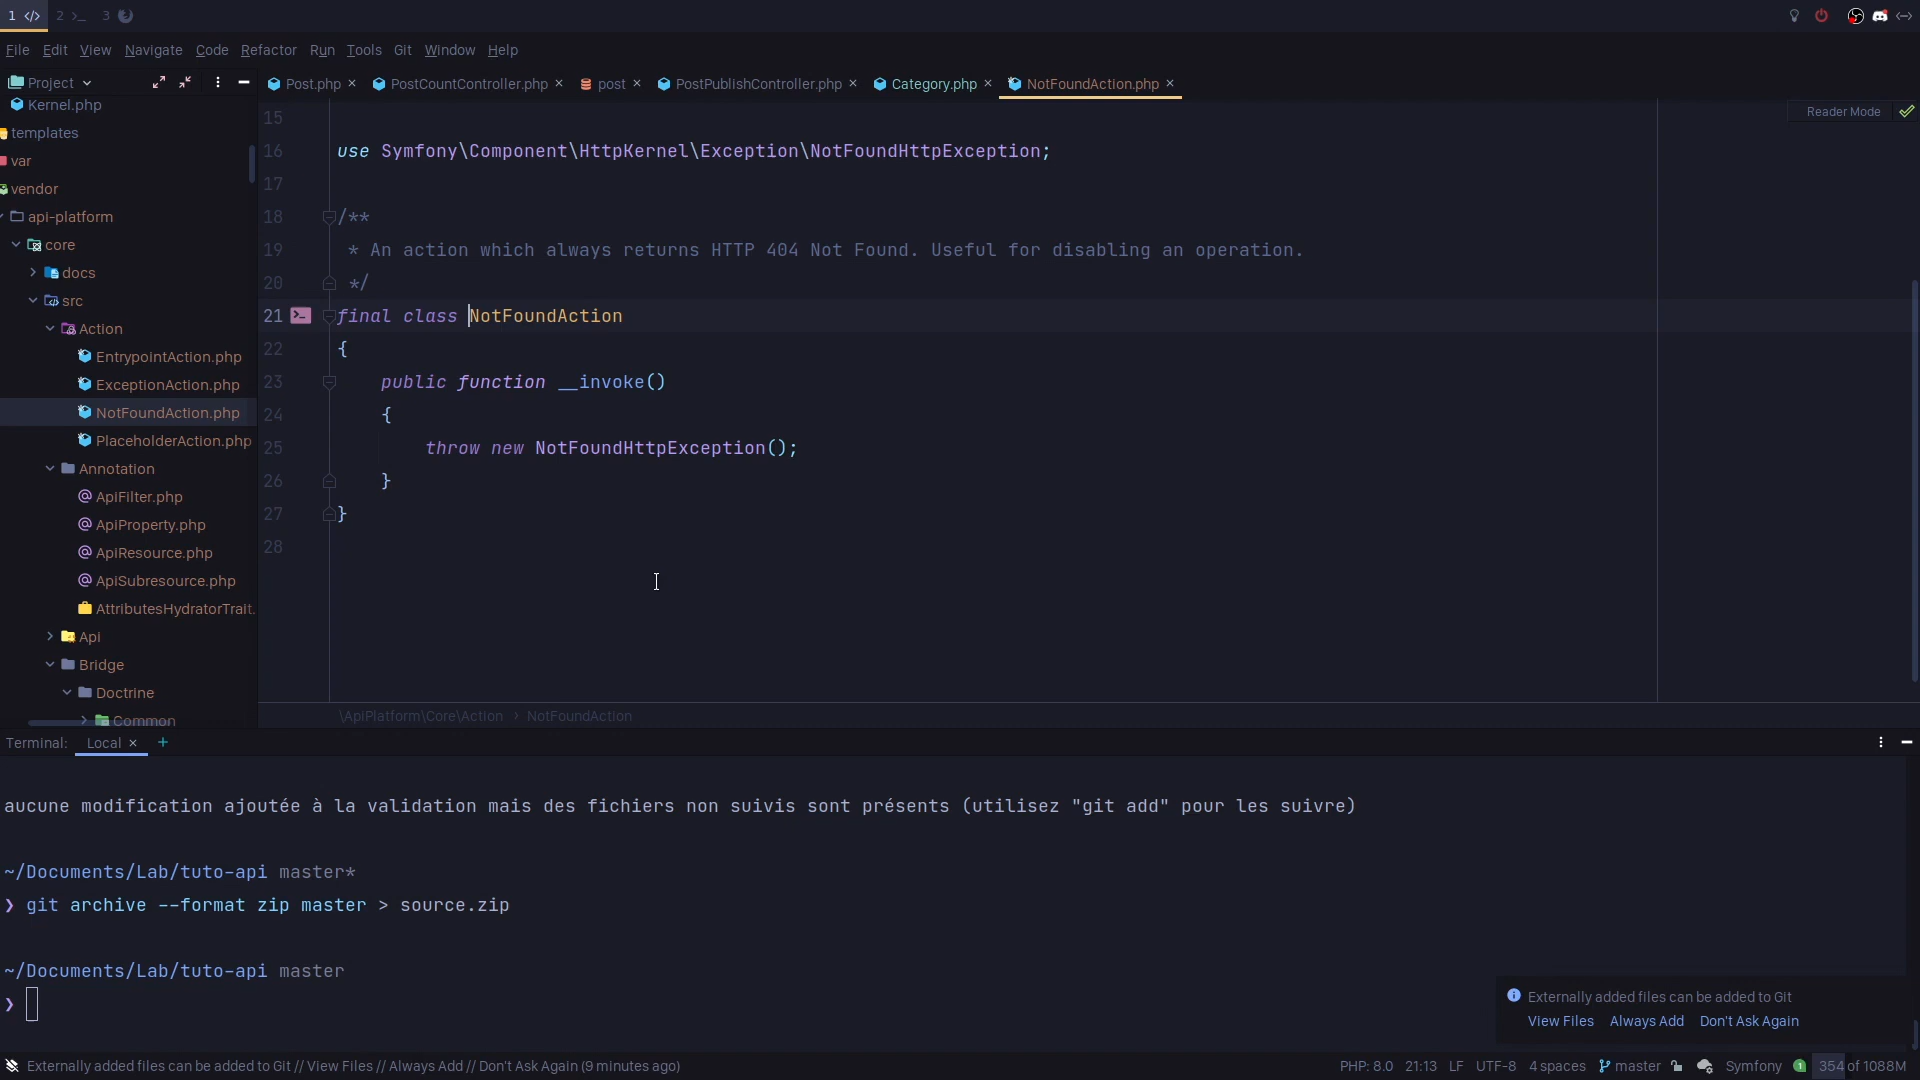 1 </> 2 >_ 3
File Edit View Navigate Code Refactor Run Tools Git Window Help
Project
Post.php × PostCountController.php × post × PostPublishController.php × Category.php × NotFoundAction.php ×
Kernel.php
templates
var
vendor
api-platform
core
docs
src
Action
EntrypointAction.php
ExceptionAction.php
NotFoundAction.php
PlaceholderAction.php
Annotation
ApiFilter.php
ApiProperty.php
ApiResource.php
ApiSubresource.php
AttributesHydratorTrait.
Api
Bridge
Doctrine
Common
Reader Mode
15
16 use Symfony\Component\HttpKernel\Exception\NotFoundHttpException;
17
18 /**
19 * An action which always returns HTTP 404 Not Found. Useful for disabling an operation.
20 */
21 final class NotFoundAction
22 {
23 public function __invoke()
24 {
25 throw new NotFoundHttpException();
26 }
27 }
28
\ApiPlatform\Core\Action › NotFoundAction
Terminal: Local × +
aucune modification ajoutée à la validation mais des fichiers non suivis sont présents (utilisez "git add" pour les suivre)
~/Documents/Lab/tuto-api master*
❯ git archive --format zip master > source.zip
~/Documents/Lab/tuto-api master
❯
Externally added files can be added to Git
View Files Always Add Don't Ask Again
Externally added files can be added to Git // View Files // Always Add // Don't Ask Again (9 minutes ago)
PHP: 8.0 21:13 LF UTF-8 4 spaces master Symfony 1 354 of 1088M